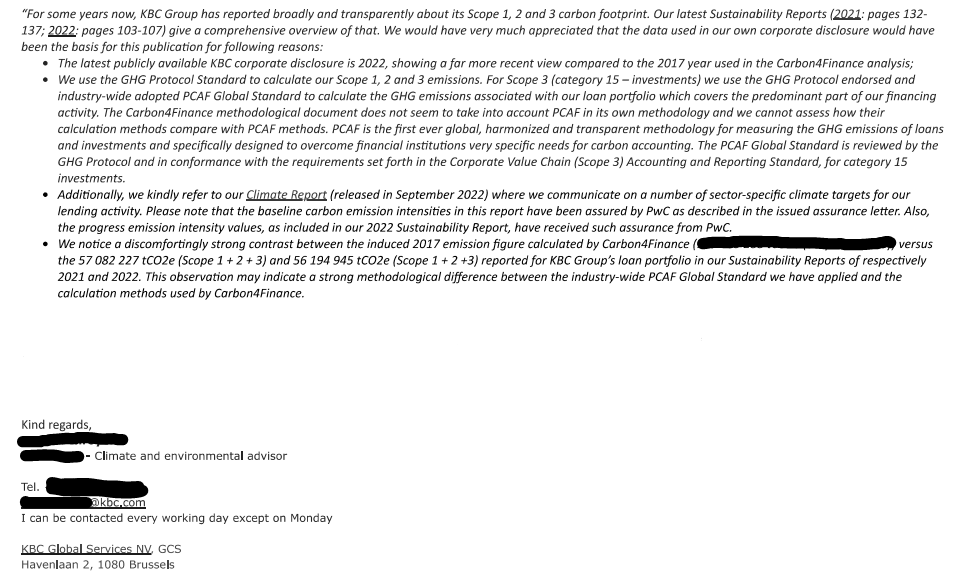 “For some years now, KBC Group has reported broadly and transparently about its Scope 1, 2 and 3 carbon footprint. Our latest Sustainability Reports (2021: pages 132-
137; 2022: pages 103-107) give a comprehensive overview of that. We would have very much appreciated that the data used in our own corporate disclosure would have
been the basis for this publication for following reasons:
• The latest publicly available KBC corporate disclosure is 2022, showing a far more recent view compared to the 2017 year used in the Carbon4Finance analysis;
• We use the GHG Protocol Standard to calculate our Scope 1, 2 and 3 emissions. For Scope 3 (category 15 – investments) we use the GHG Protocol endorsed and
industry-wide adopted PCAF Global Standard to calculate the GHG emissions associated with our loan portfolio which covers the predominant part of our financing
activity. The Carbon4Finance methodological document does not seem to take into account PCAF in its own methodology and we cannot assess how their
calculation methods compare with PCAF methods. PCAF is the first ever global, harmonized and transparent methodology for measuring the GHG emissions of loans
and investments and specifically designed to overcome financial institutions very specific needs for carbon accounting. The PCAF Global Standard is reviewed by the
GHG Protocol and in conformance with the requirements set forth in the Corporate Value Chain (Scope 3) Accounting and Reporting Standard, for category 15
investments.
• Additionally, we kindly refer to our Climate Report (released in September 2022) where we communicate on a number of sector-specific climate targets for our
lending activity. Please note that the baseline carbon emission intensities in this report have been assured by PwC as described in the issued assurance letter. Also,
the progress emission intensity values, as included in our 2022 Sustainability Report, have received such assurance from PwC.
• We notice a discomfortingly strong contrast between the induced 2017 emission figure calculated by Carbon4Finance ( ), versus
the 57 082 227 tCO2e (Scope 1 + 2 + 3) and 56 194 945 tCO2e (Scope 1 + 2 +3) reported for KBC Group’s loan portfolio in our Sustainability Reports of respectively
2021 and 2022. This observation may indicate a strong methodological difference between the industry-wide PCAF Global Standard we have applied and the
calculation methods used by Carbon4Finance.
Kind regards,
- Climate and environmental advisor
Tel.
@kbc.com
I can be contacted every working day except on Monday
KBC Global Services NV, GCS
Havenlaan 2, 1080 Brussels